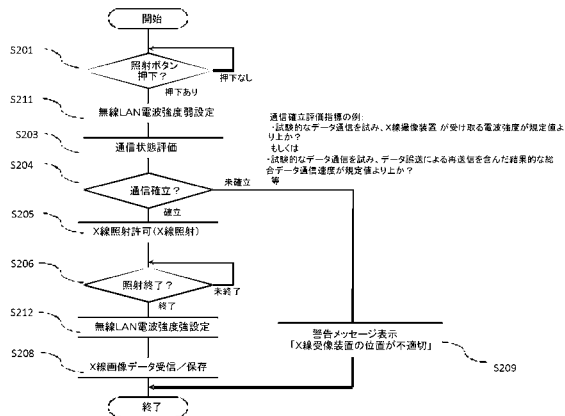 開始
S201
照射ボタン
押下?
押下なし
押下あり
S211
無線LAN電波強度弱設定
S203
通信状態評価
通信確立評価指標の例:
・試験的なデータ通信を試み、X線撮像装置が受け取る電波強度が規定値よ
り上か?
もしくは
・試験的なデータ通信を試み、データ誤送による再送信を含んだ結果的な総
合データ通信速度が規定値より上か?
等
S204
通信確立?
未確立
確立
S205
X線照射許可(X線照射)
S206
照射終了?
未終了
終了
S212
無線LAN電波強度強設定
警告メッセージ表示
「X線受像装置の位置が不適切」
S208
X線画像データ受信/保存
S209
終了